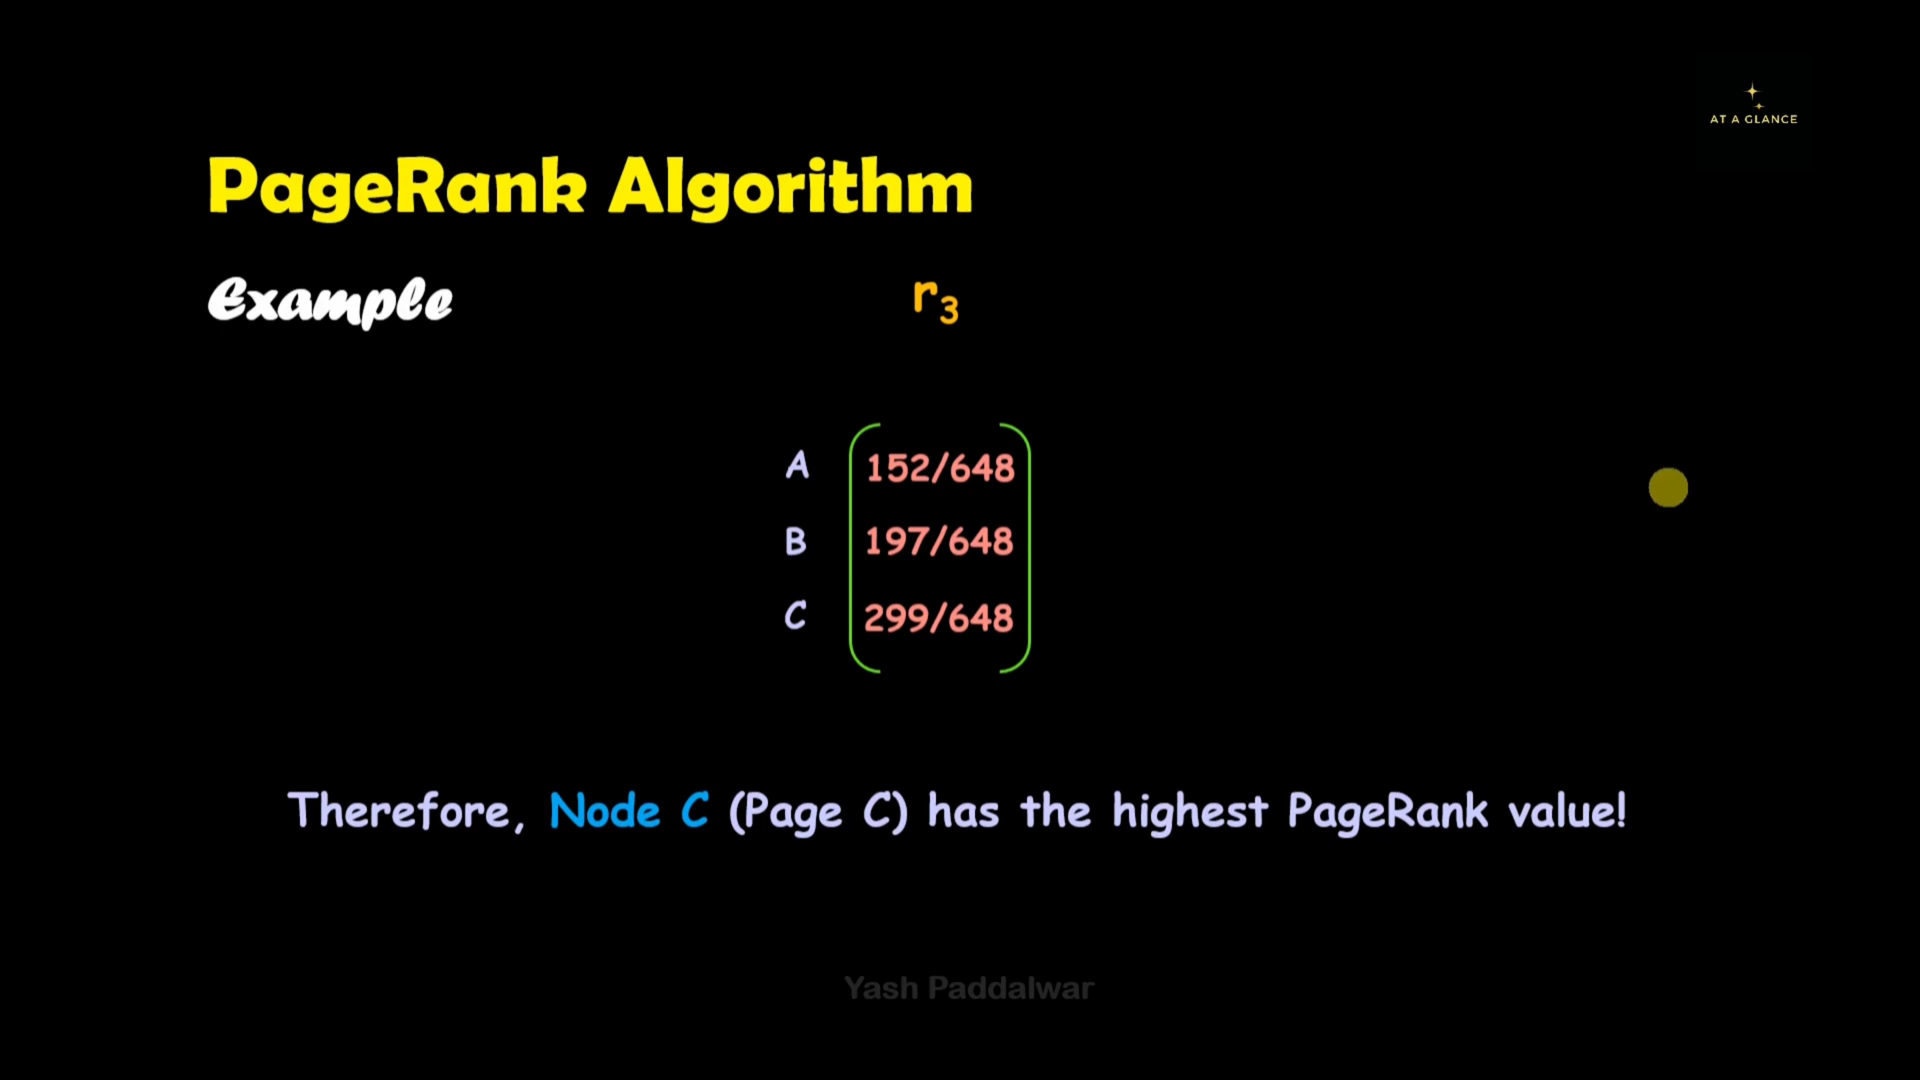 AT A GLANCE
PageRank Algorithm
Example
r₃
A 152/648
B 197/648
C 299/648
Therefore, Node C (Page C) has the highest PageRank value!
Yash Paddalwar